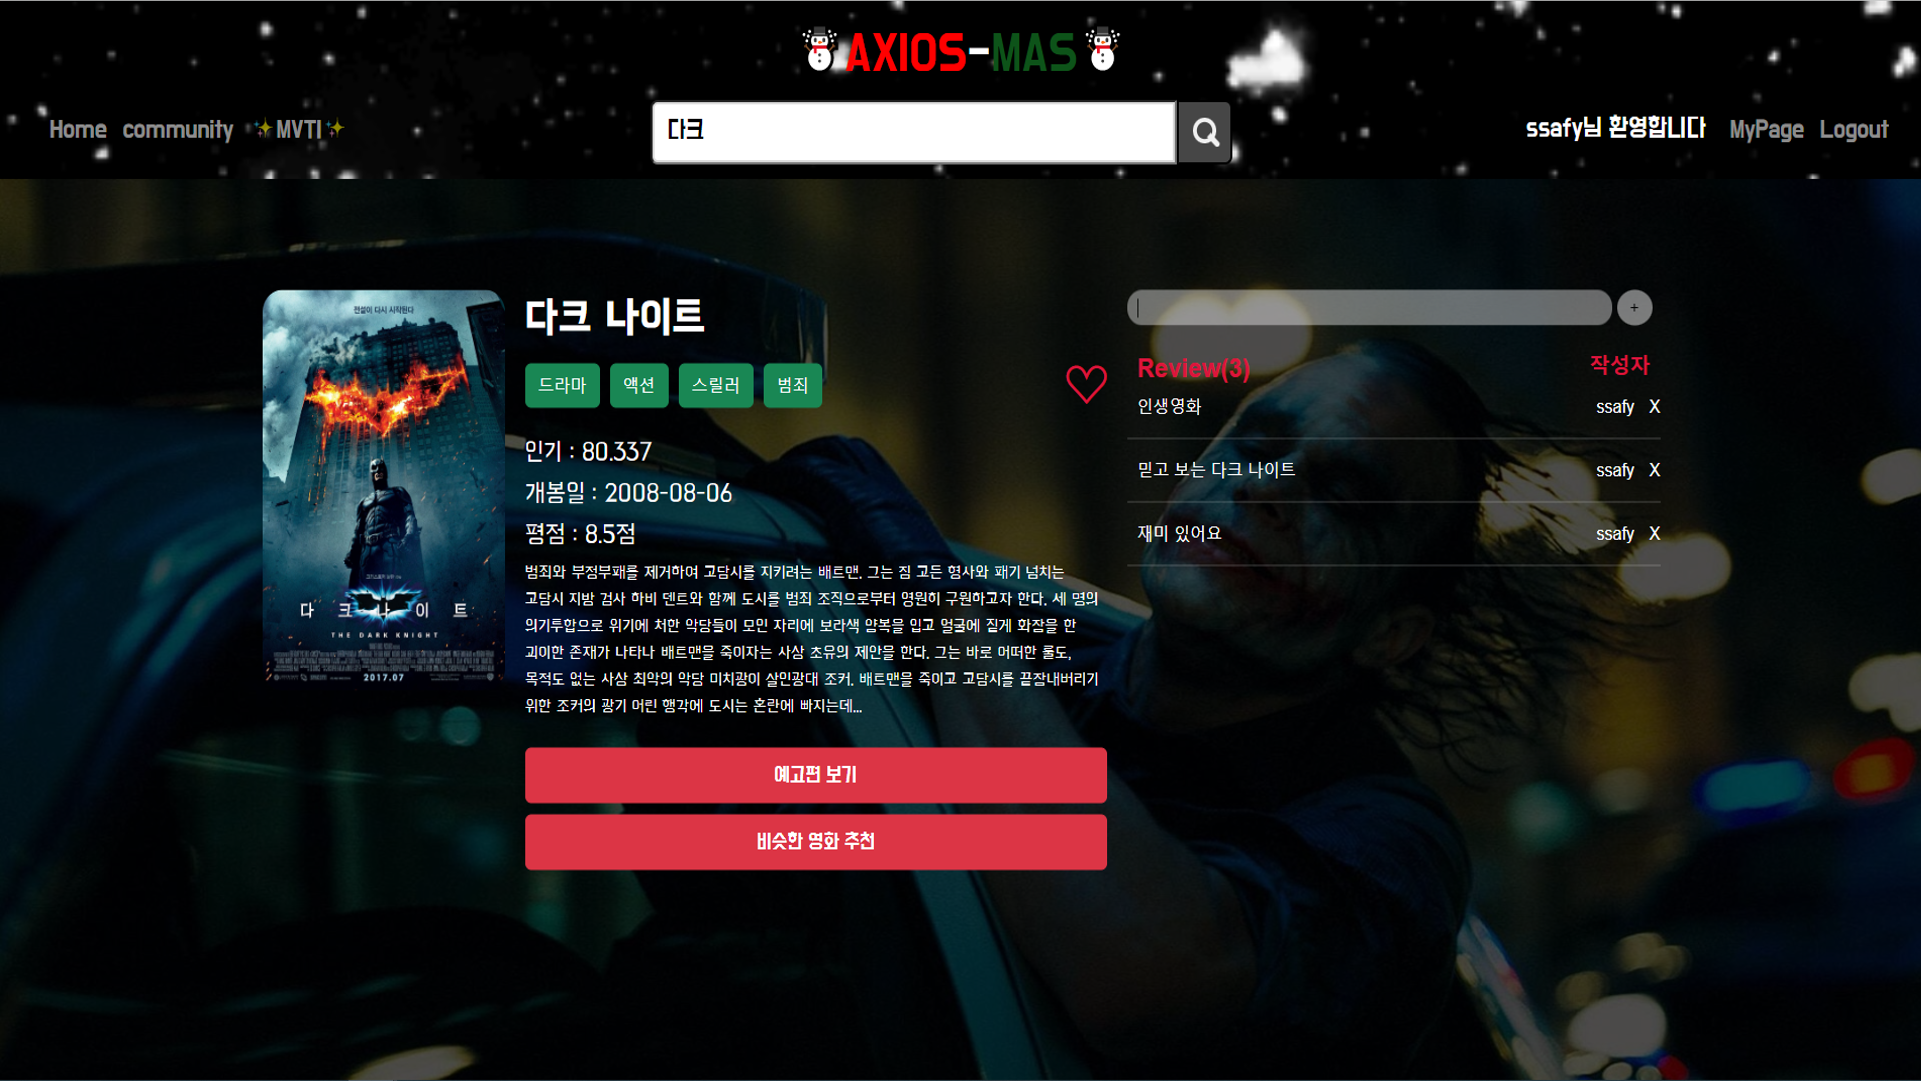 AXIOS-MAS
Home community ✨MVTI✨
다크
ssafy님 환영합니다 MyPage Logout
전설이 다시 시작된다
다 크 나 이 트
THE DARK KNIGHT
2017.07
다크 나이트
드라마 액션 스릴러 범죄
인기 : 80.337
개봉일 : 2008-08-06
평점 : 8.5점
범죄와 부정부패를 제거하여 고담시를 지키려는 배트맨. 그는 짐 고든 형사와 패기 넘치는
고담시 지방 검사 하비 덴트와 함께 도시를 범죄 조직으로부터 영원히 구원하고자 한다. 세 명의
의기투합으로 위기에 처한 악당들이 모인 자리에 보라색 양복을 입고 얼굴에 짙게 화장을 한
괴이한 존재가 나타나 배트맨을 죽이자는 사상 초유의 제안을 한다. 그는 바로 어떠한 룰도,
목적도 없는 사상 최악의 악당 미치광이 살인광대 조커. 배트맨을 죽이고 고담시를 끝장내버리기
위한 조커의 광기 어린 행각에 도시는 혼란에 빠지는데...
예고편 보기
비슷한 영화 추천
+
Review(3) 작성자
인생영화 ssafy X
믿고 보는 다크 나이트 ssafy X
재미 있어요 ssafy X